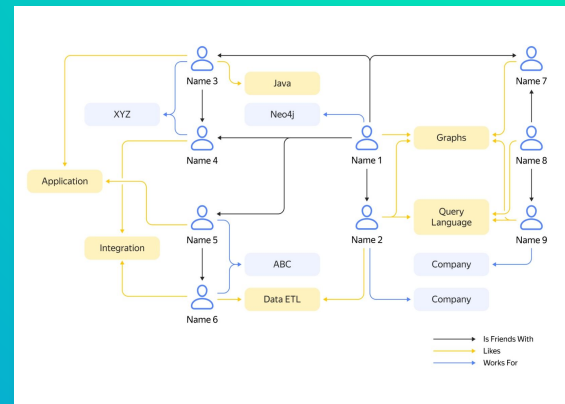 Name 3
Name 7
Java
XYZ
Neo4j
Name 4
Name 1
Graphs
Name 8
Application
Query
Language
Name 5
Name 2
Name 9
Integration
ABC
Company
Data ETL
Company
Name 6
Is Friends With
Likes
Works For